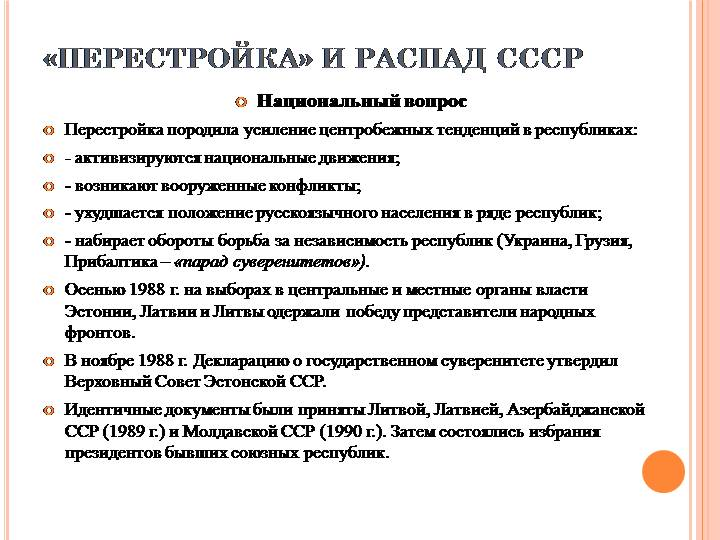 «ПЕРЕСТРОЙКА» И РАСПАД СССР
Национальный вопрос
Перестройка породила усиление центробежных тенденций в республиках:
- активизируются национальные движения;
- возникают вооруженные конфликты;
- ухудшается положение русскоязычного населения в ряде республик;
- набирает обороты борьба за независимость республик (Украина, Грузия,
Прибалтика – «парад суверенитетов»).
Осенью 1988 г. на выборах в центральные и местные органы власти
Эстонии, Латвии и Литвы одержали победу представители народных
фронтов.
В ноябре 1988 г. Декларацию о государственном суверенитете утвердил
Верховный Совет Эстонской ССР.
Идентичные документы были приняты Литвой, Латвией, Азербайджанской
ССР (1989 г.) и Молдавской ССР (1990 г.). Затем состоялись избрания
президентов бывших союзных республик.